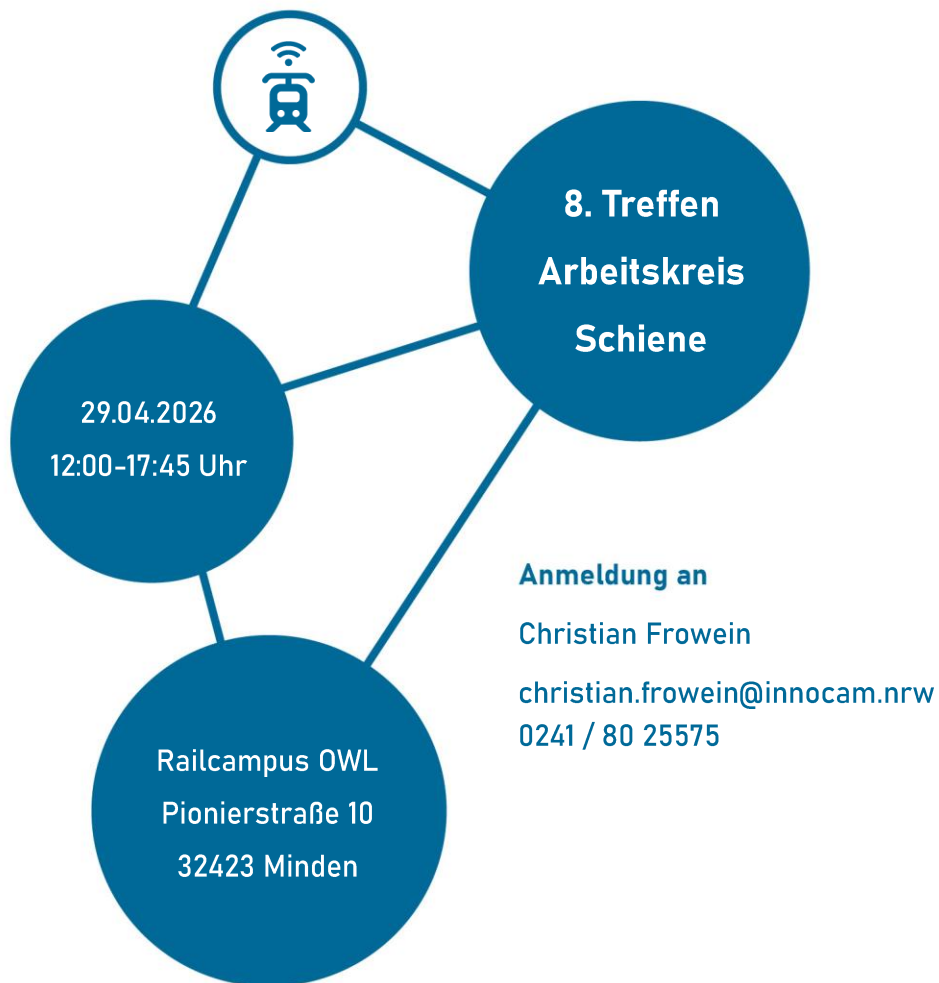 8. Treffen
Arbeitskreis
Schiene
29.04.2026
12:00-17:45 Uhr
Anmeldung an
Christian Frowein
christian.frowein@innocam.nrw
0241 / 80 25575
Railcampus OWL
Pionierstraße 10
32423 Minden